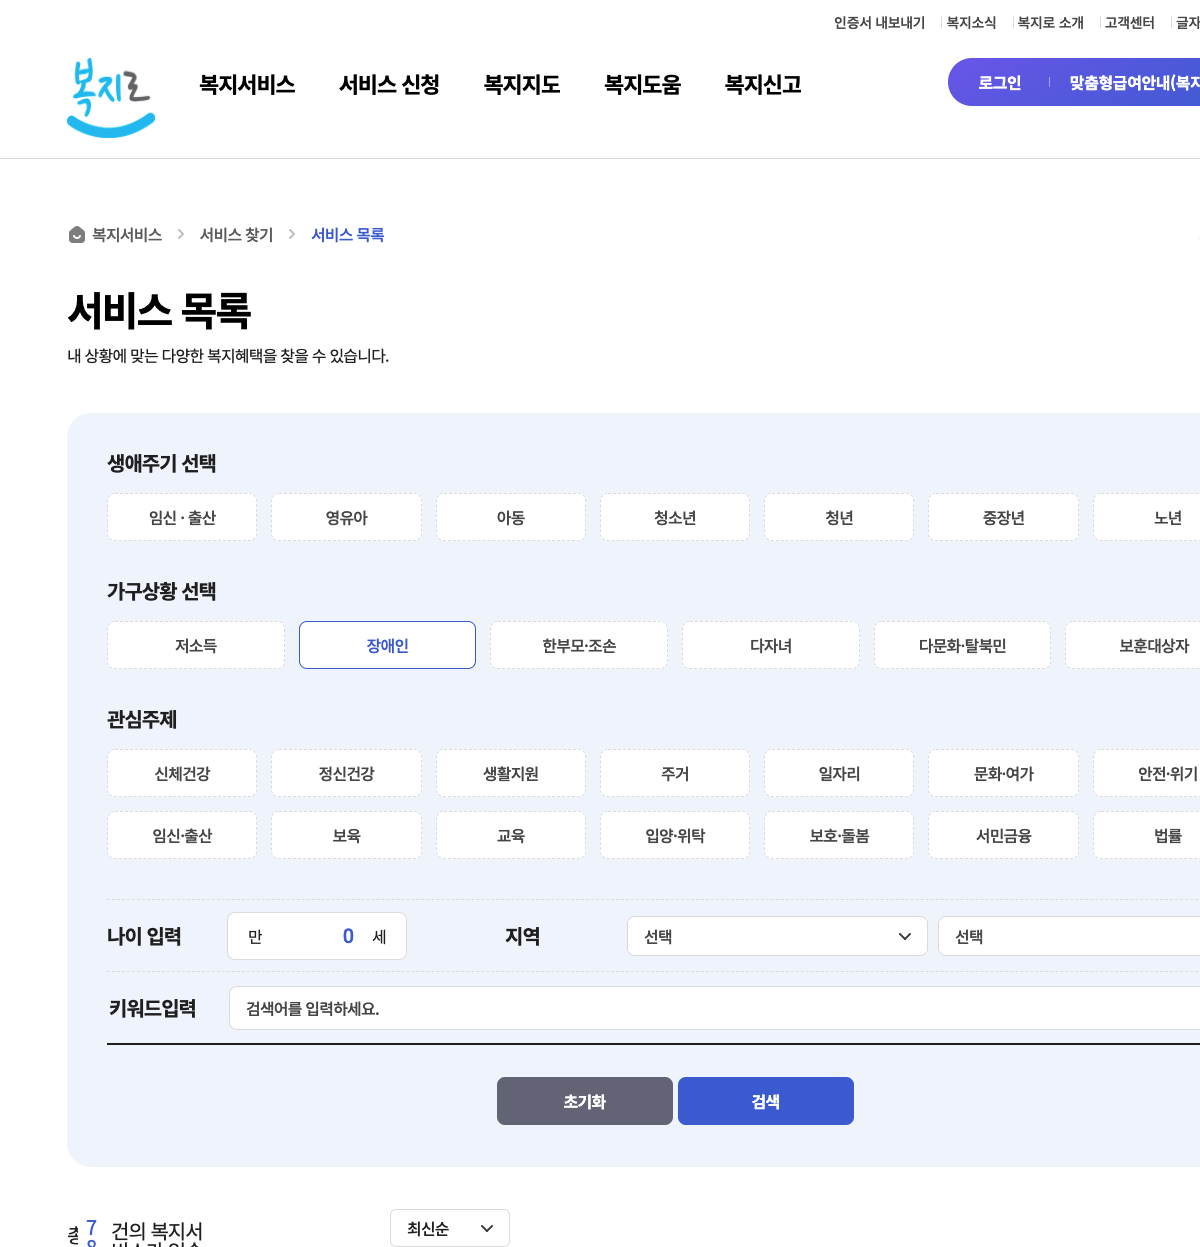 인증서 내보내기 복지소식 복지로 소개 고객센터 글자
복지로 복지서비스 서비스 신청 복지지도 복지도움 복지신고 로그인 맞춤형급여안내(복지
복지서비스 서비스 찾기 서비스 목록
서비스 목록
내 상황에 맞는 다양한 복지혜택을 찾을 수 있습니다.
생애주기 선택
임신 · 출산 영유아 아동 청소년 청년 중장년 노년
가구상황 선택
저소득 장애인 한부모·조손 다자녀 다문화·탈북민 보훈대상자
관심주제
신체건강 정신건강 생활지원 주거 일자리 문화·여가 안전·위기
임신·출산 보육 교육 입양·위탁 보호·돌봄 서민금융 법률
나이 입력 만 0 세 지역 선택 선택
키워드입력 검색어를 입력하세요.
초기화 검색
총 7 건의 복지서 최신순